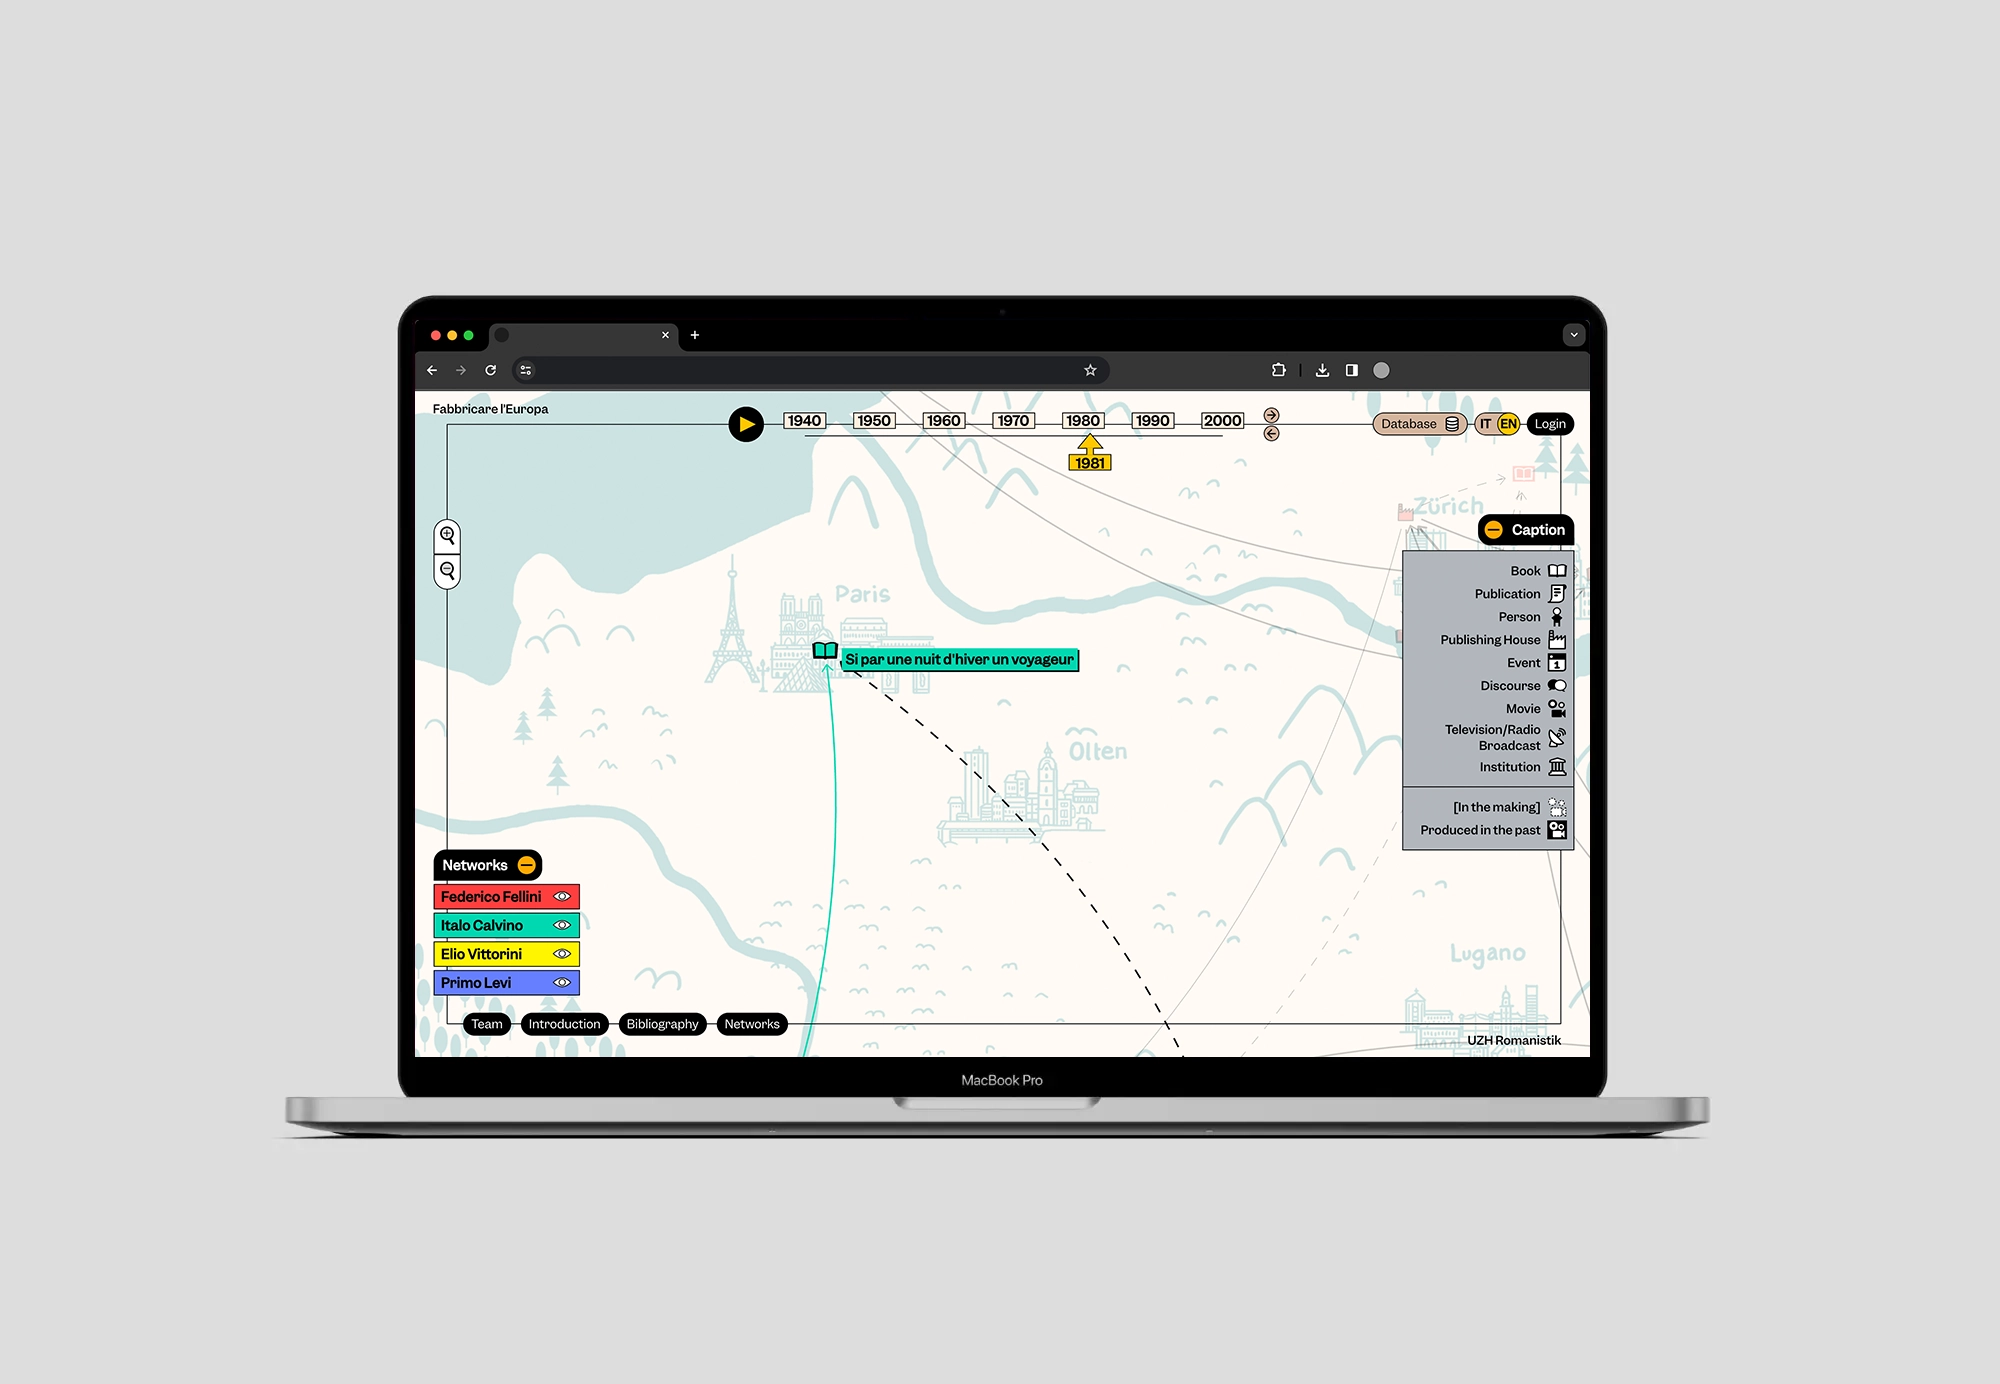 Fabbricare l'Europa
1940 1950 1960 1970 1980 1990 2000
1981
Database
IT EN
Login
Zürich
Caption
Book
Publication
Person
Publishing House
Event
1
Discourse
Movie
Television/Radio
Broadcast
Institution
[In the making]
Produced in the past
Paris
Si par une nuit d'hiver un voyageur
Olten
Lugano
Networks
Federico Fellini
Italo Calvino
Elio Vittorini
Primo Levi
Team Introduction Bibliography Networks
UZH Romanistik
MacBook Pro